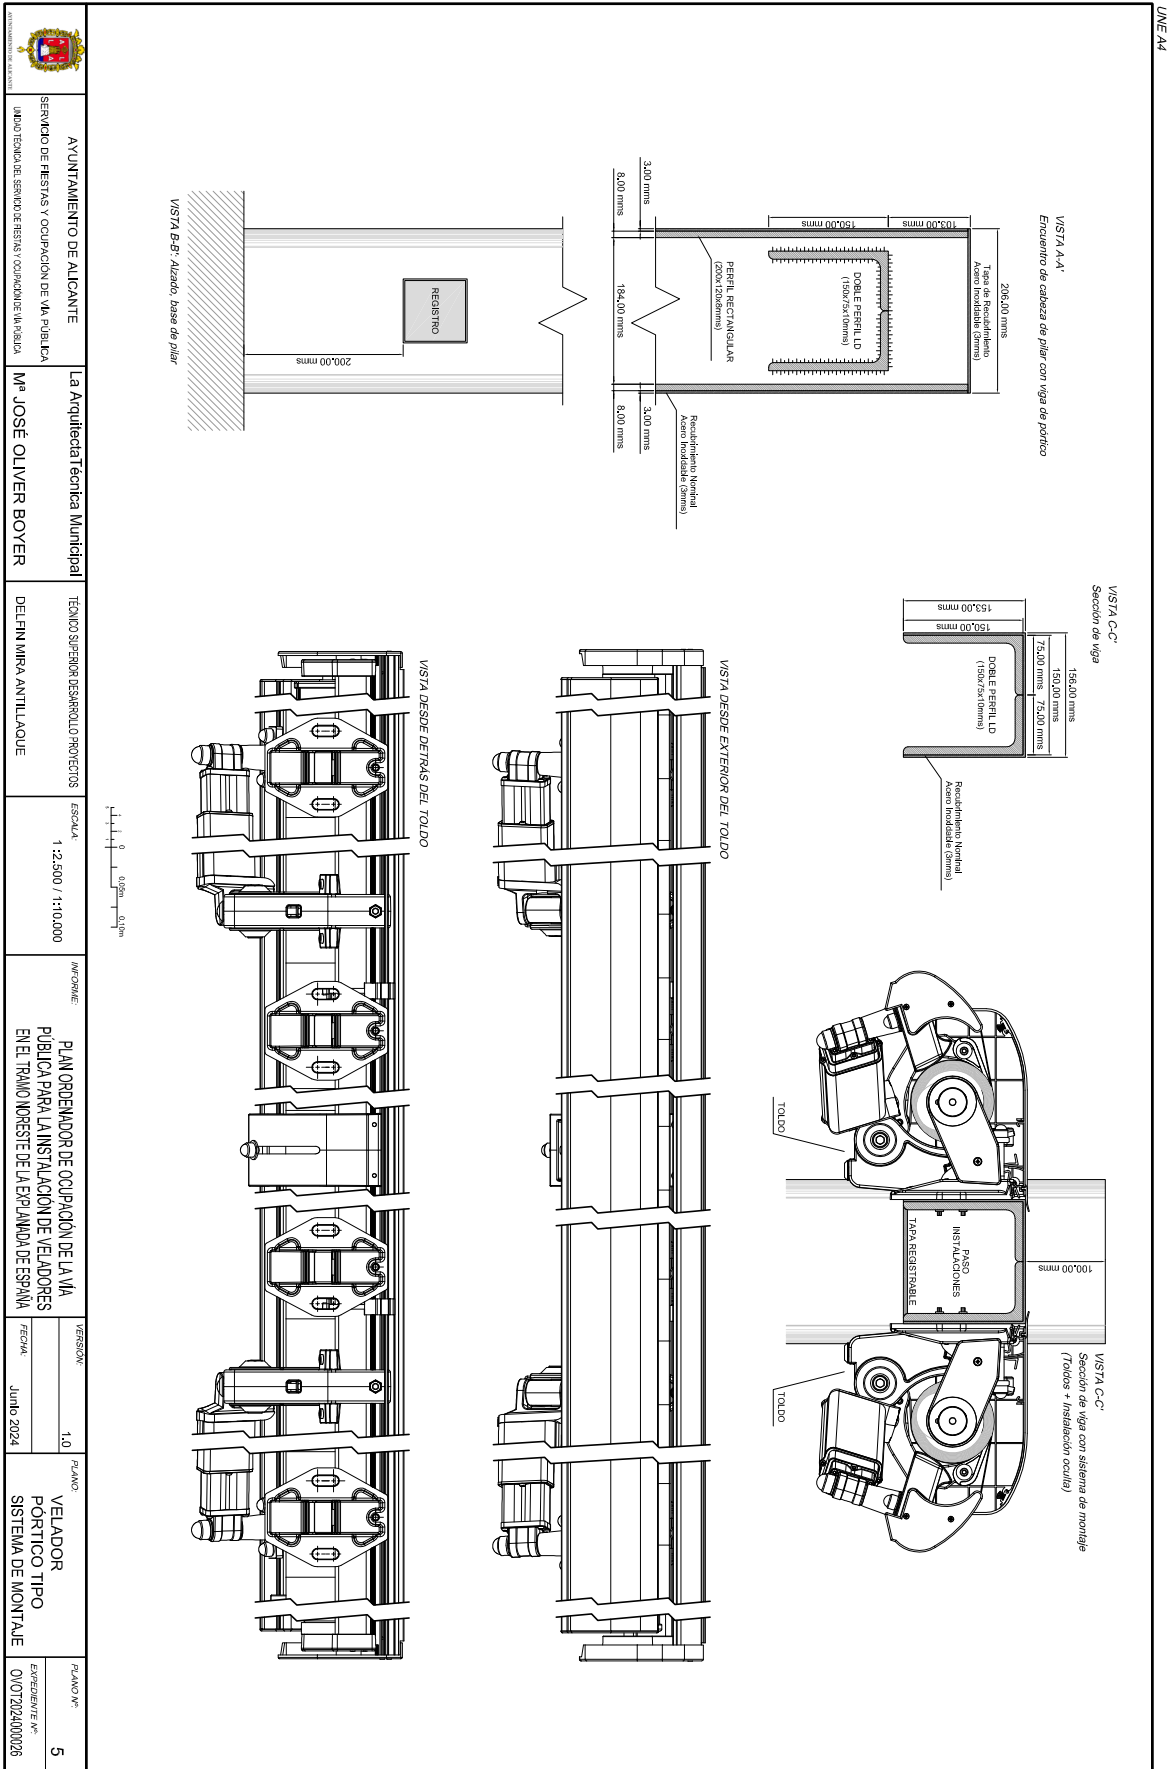 UNE A4
VISTA A-A'
Encuentro de cabeza de pilar con viga de pórtico
206.00 mms
Tapa de Recubrimiento
Acero Inoxidable (3mms)
103.00 mms
150.00 mms
DOBLE PERFIL LD
(150x75x10mms)
PERFIL RECTANGULAR
(200x120x8mms)
3.00 mms
8.00 mms
184.00 mms
3.00 mms
8.00 mms
Recubrimiento Nominal
Acero Inoxidable (3mms)
REGISTRO
200.00 mms
VISTA B-B': Alzado, base de pilar
VISTA C-C'
Sección de viga
156.00 mms
150.00 mms
75.00 mms
75.00 mms
153.00 mms
150.00 mms
DOBLE PERFIL LD
(150x75x10mms)
Recubrimiento Nominal
Acero Inoxidable (3mms)
VISTA C-C'
Sección de viga con sistema de montaje
(Toldos + Instalación oculta)
100.00 mms
PASO
INSTALACIONES
TAPA REGISTRABLE
TOLDO
TOLDO
VISTA DESDE EXTERIOR DEL TOLDO
VISTA DESDE DETRÁS DEL TOLDO
0
0.05m
0.10m
AYUNTAMIENTO DE ALICANTE
AYUNTAMIENTO DE ALICANTE
SERVICIO DE FIESTAS Y OCUPACIÓN DE VÍA PÚBLICA
UNIDAD TÉCNICA DEL SERVICIO DE FIESTAS Y OCUPACIÓN DE VÍA PÚBLICA
La ArquitectaTécnica Municipal
Mª JOSÉ OLIVER BOYER
TÉCNICO SUPERIOR DESARROLLO PROYECTOS
DELFIN MIRA ANTILLAQUE
ESCALA:
1:2.500 / 1:10.000
INFORME:
PLAN ORDENADOR DE OCUPACIÓN DE LA VÍA
PÚBLICA PARA LA INSTALACIÓN DE VELADORES
EN EL TRAMO NORESTE DE LA EXPLANADA DE ESPAÑA
VERSIÓN:
1.0
FECHA:
Junio 2024
PLANO:
VELADOR
PÓRTICO TIPO
SISTEMA DE MONTAJE
PLANO Nº:
5
EXPEDIENTE Nº:
OVOT2024000026